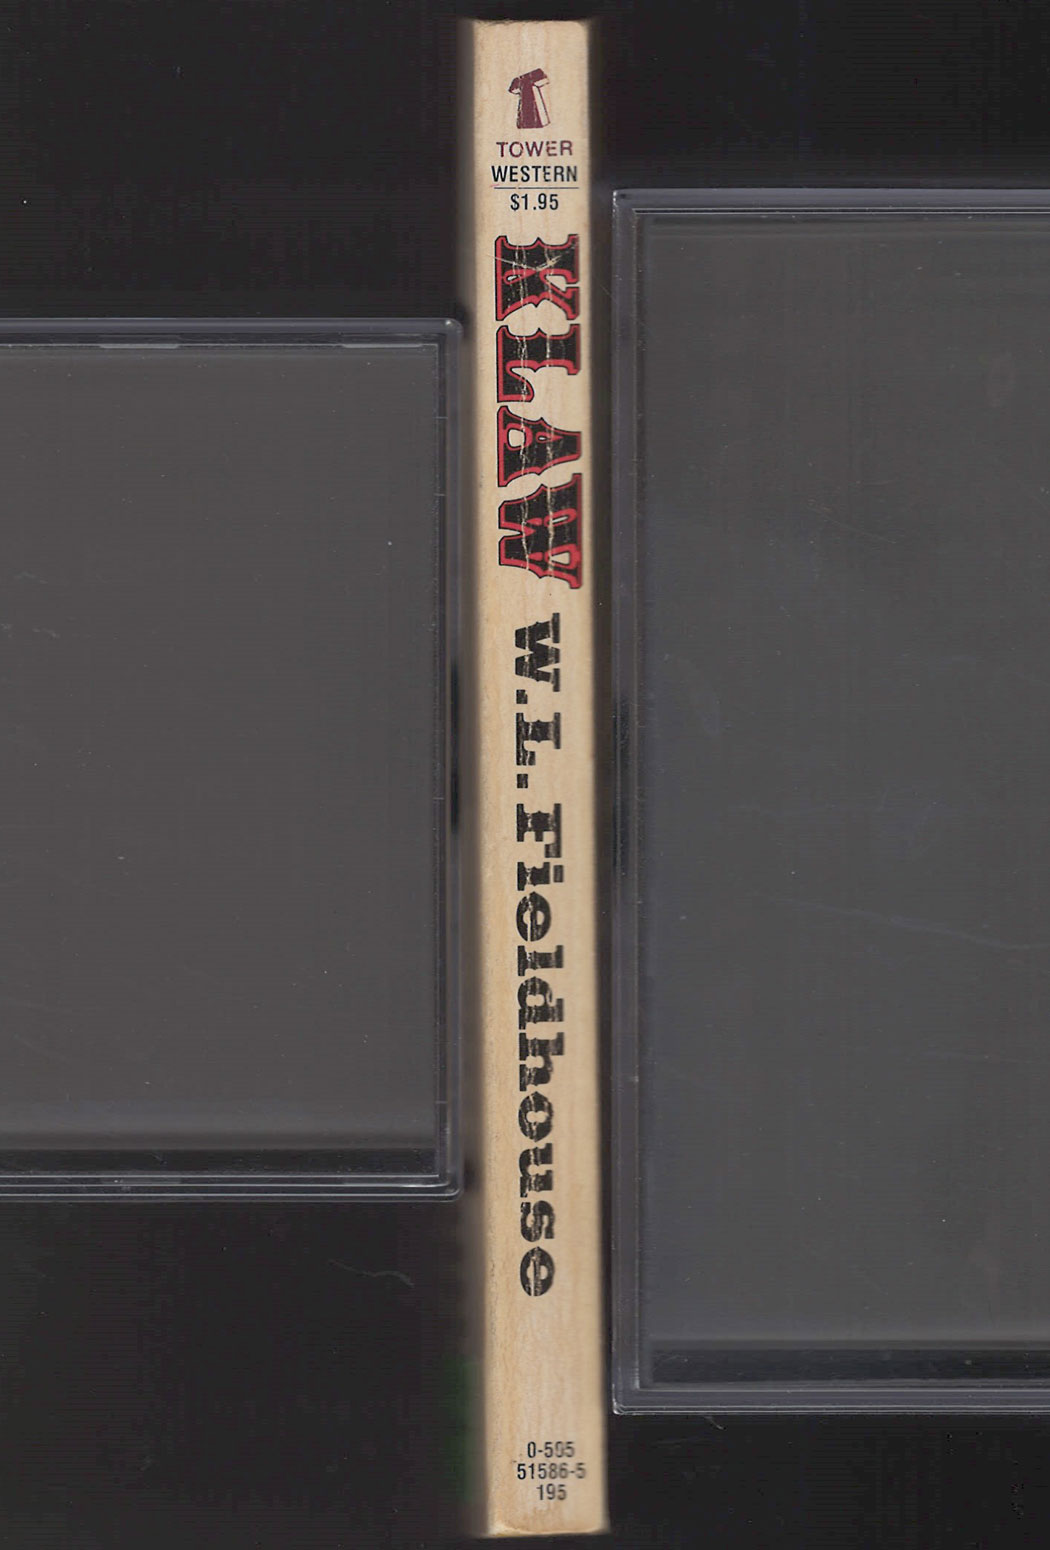 TOWER
WESTERN
$1.95
KLAW
W.L. Fieldhouse
0-505
51586-5
195